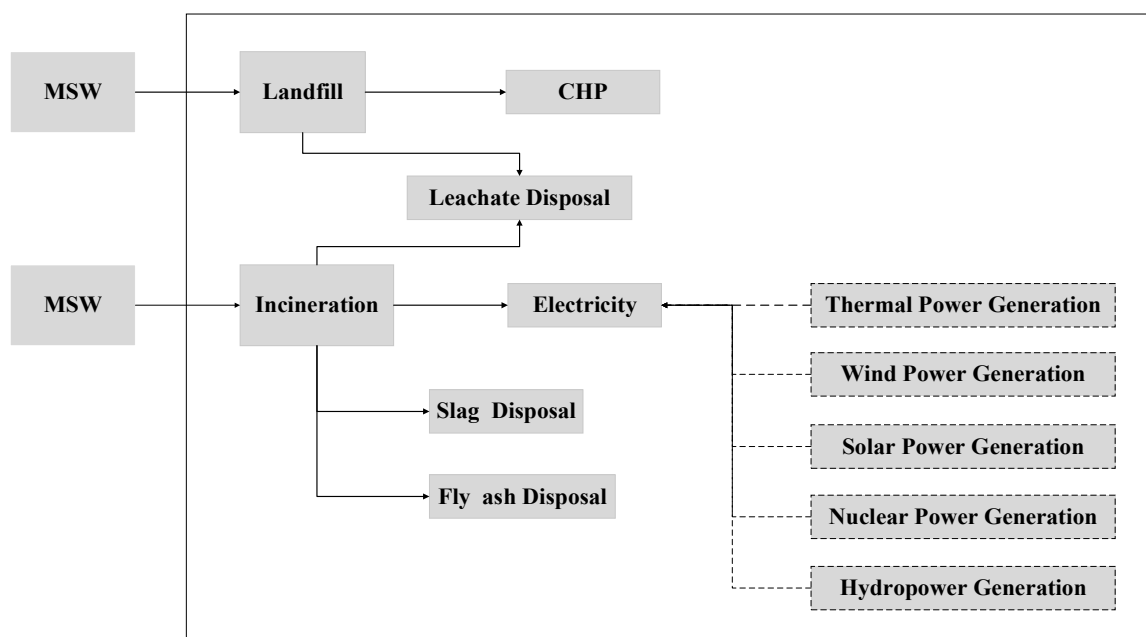 MSW
Landfill
CHP
Leachate Disposal
MSW
Incineration
Electricity
Thermal Power Generation
Wind Power Generation
Slag  Disposal
Solar Power Generation
Fly  ash Disposal
Nuclear Power Generation
Hydropower Generation